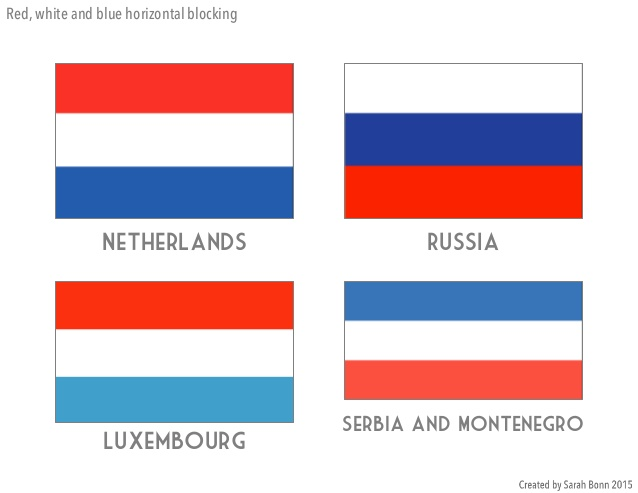 Red, white and blue horizontal blocking
NETHERLANDS
RUSSIA
LUXEMBOURG
SERBIA AND MONTENEGRO
Created by Sarah Bonn 2015